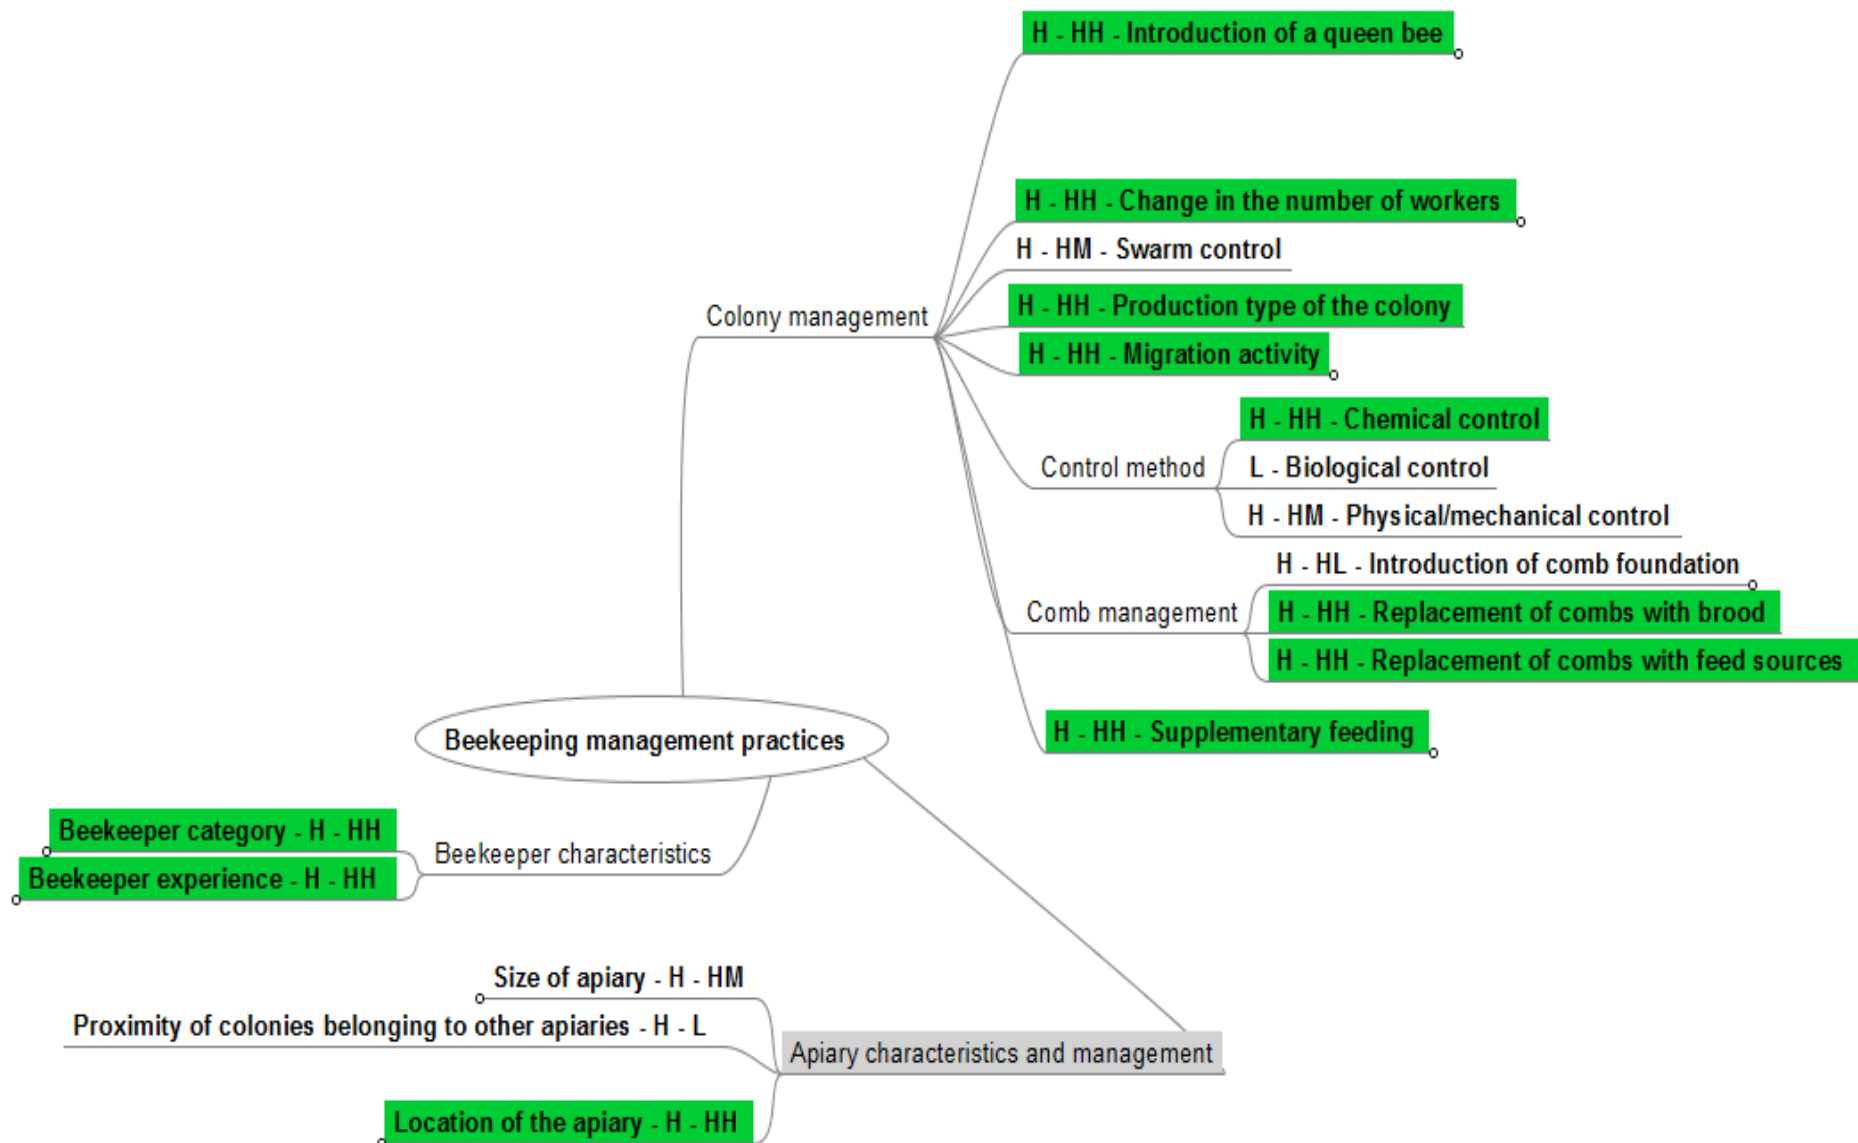 H - HH - Introduction of a queen bee
H - HH - Change in the number of workers
H - HM - Swarm control
H - HH - Production type of the colony
Colony management
H - HH - Migration activity
H - HH - Chemical control
Control method
L - Biological control
H - HM - Physical/mechanical control
H - HL - Introduction of comb foundation
Comb management
H - HH - Replacement of combs with brood
H - HH - Replacement of combs with feed sources
H - HH - Supplementary feeding
Beekeeping management practices
Beekeeper category - H - HH
Beekeeper characteristics
Beekeeper experience - H - HH
Size of apiary - H - HM
Proximity of colonies belonging to other apiaries - H - L
Apiary characteristics and management
Location of the apiary - H - HH